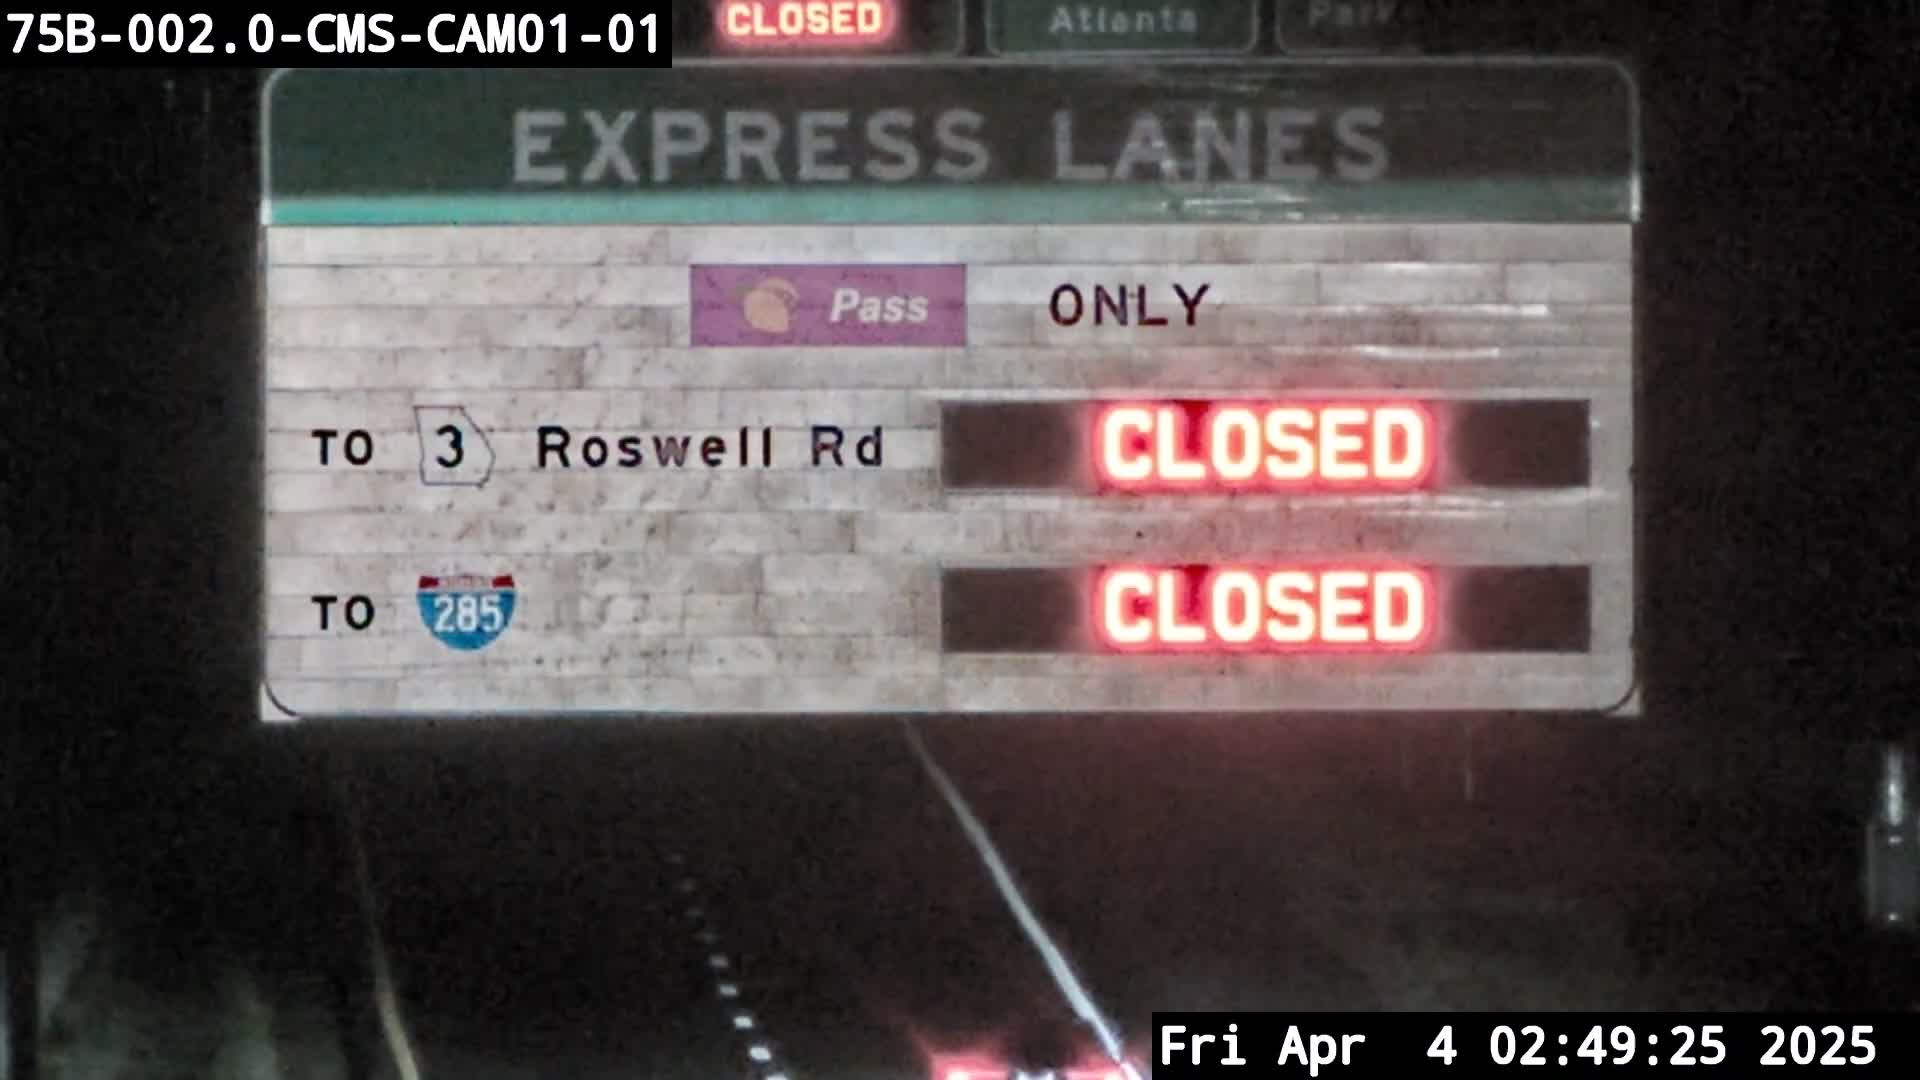 75B-002.0-CMS-CAM01-01
CLOSED
Atlanta
Park
EXPRESS LANES
Pass ONLY
TO 3 Roswell Rd CLOSED
TO 285 CLOSED
Fri Apr 4 02:49:25 2025